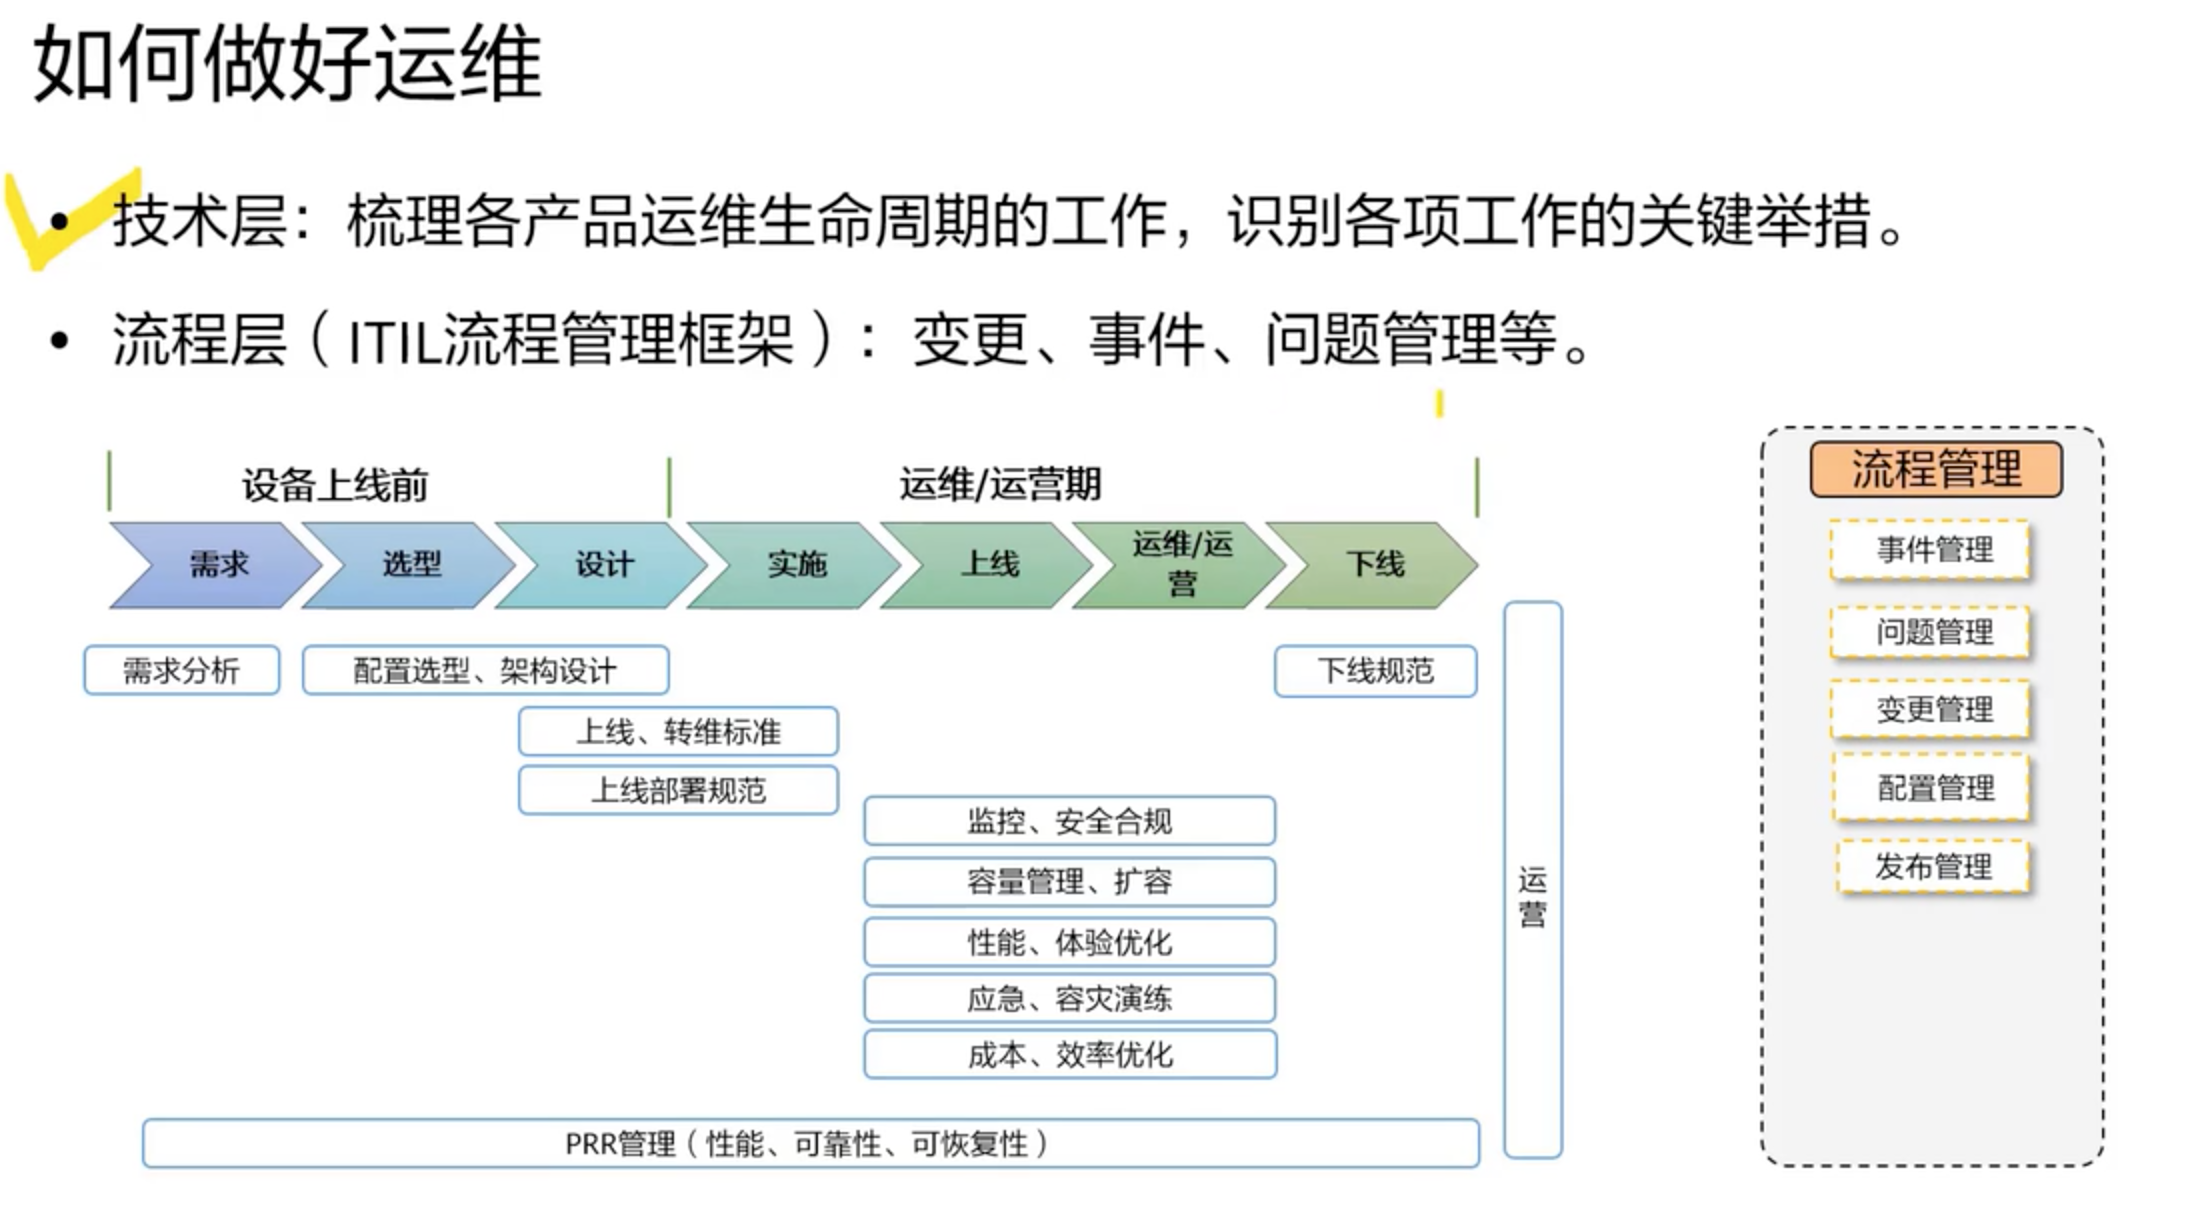 如何做好运维
• 技术层：梳理各产品运维生命周期的工作，识别各项工作的关键举措。
• 流程层（ITIL流程管理框架）：变更、事件、问题管理等。
设备上线前
运维/运营期
需求
选型
设计
实施
上线
运维/运
营
下线
需求分析
配置选型、架构设计
下线规范
上线、转维标准
上线部署规范
监控、安全合规
容量管理、扩容
性能、体验优化
应急、容灾演练
成本、效率优化
PRR管理（性能、可靠性、可恢复性）
运
营
流程管理
事件管理
问题管理
变更管理
配置管理
发布管理